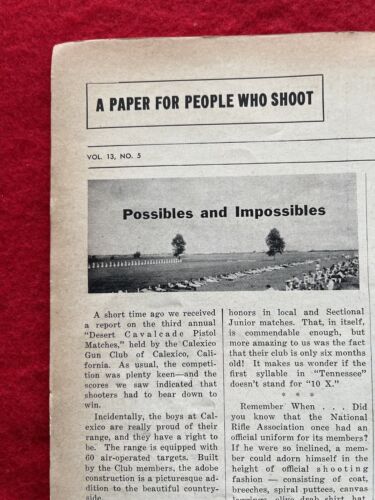 A PAPER FOR PEOPLE WHO SHOOT
VOL. 13, NO. 5
Possibles and Impossibles
A short time ago we received
a report on the third annual
"Desert Cavalcade Pistol
Matches," held by the Calexico
Gun Club of Calexico, Cali-
fornia. As usual, the competi-
tion was plenty keen—and the
scores we saw indicated that
shooters had to bear down to
win.
Incidentally, the boys at Cal-
exico are really proud of their
range, and they have a right to
be. The range is equipped with
60 air-operated targets. Built
by the Club members, the adobe
construction is a picturesque ad-
dition to the beautiful country-
side.
honors in local and Sectional
Junior matches. That, in itself,
is commendable enough, but
more amazing to us was the fact
that their club is only six months
old! It makes us wonder if the
first syllable in "Tennessee"
doesn't stand for "10 X."
* * *
Remember When . . . Did
you know that the National
Rifle Association once had an
official uniform for its members?
If he were so inclined, a mem-
ber could adorn himself in the
height of official shooting
fashion — consisting of coat,
breeches, spiral puttees, canvas
leggings, olive drab shirt, hat